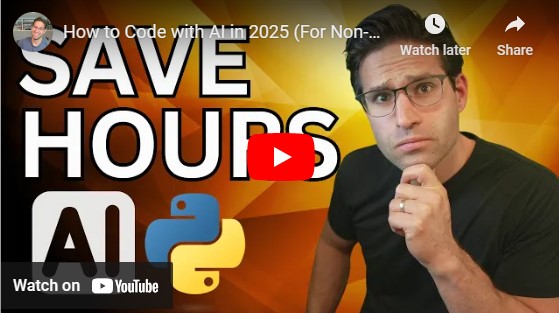 How to Code with AI in 2025 (For Non-...
Watch later
Share
SAVE
HOURS
AI
Watch on YouTube